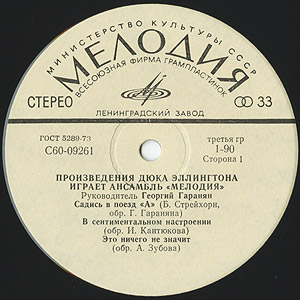 МИНИСТЕРСТВО КУЛЬТУРЫ СССР
МЕЛОДИЯ
ВСЕСОЮЗНАЯ ФИРМА ГРАМПЛАСТИНОК
СТЕРЕО
33
ЛЕНИНГРАДСКИЙ ЗАВОД
ГОСТ 5289-73
С60-09261
третья гр
1-90
Сторона 1
ПРОИЗВЕДЕНИЯ ДЮКА ЭЛЛИНГТОНА
ИГРАЕТ АНСАМБЛЬ «МЕЛОДИЯ»
Руководитель Георгий Гаранян
Садись в поезд «А» (Б. Стрейхорн,
обр. Г. Гараняна)
В сентиментальном настроении
(обр. И. Кантюкова)
Это ничего не значит
(обр. А. Зубова)